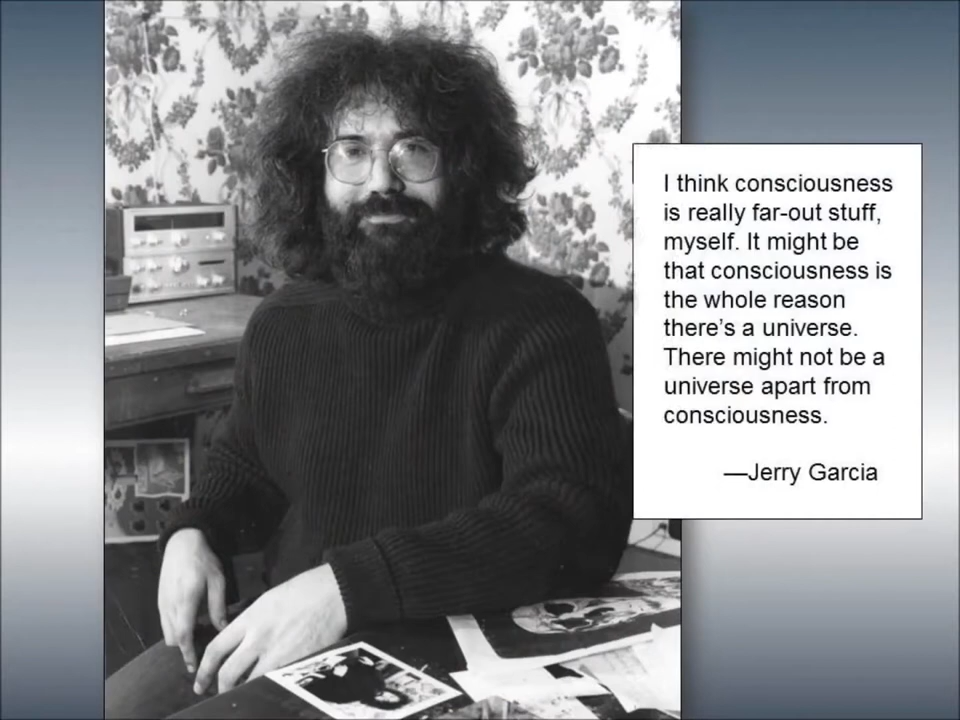 I think consciousness
is really far-out stuff,
myself. It might be
that consciousness is
the whole reason
there’s a universe.
There might not be a
universe apart from
consciousness.
—Jerry Garcia